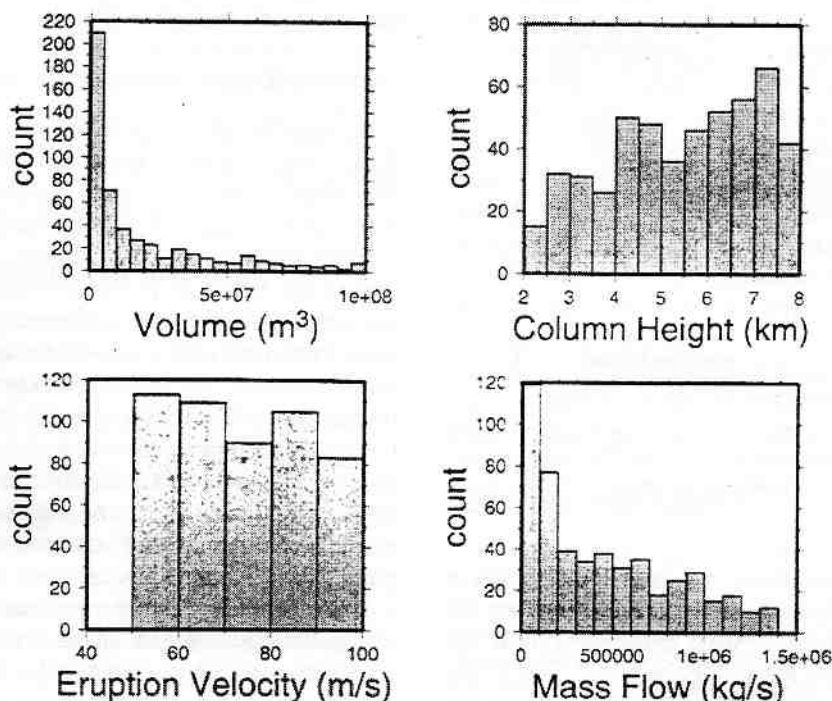 220
200
180
160
140
120
100
80
60
40
20
0
count
0 5e+07 1e+08
Volume (m³)
80
60
40
20
0
count
2 3 4 5 6 7 8
Column Height (km)
120
100
80
60
40
20
0
count
40 60 80 100
Eruption Velocity (m/s)
120
100
80
60
40
20
0
count
0 500000 1e+06 1.5e+06
Mass Flow (kg/s)